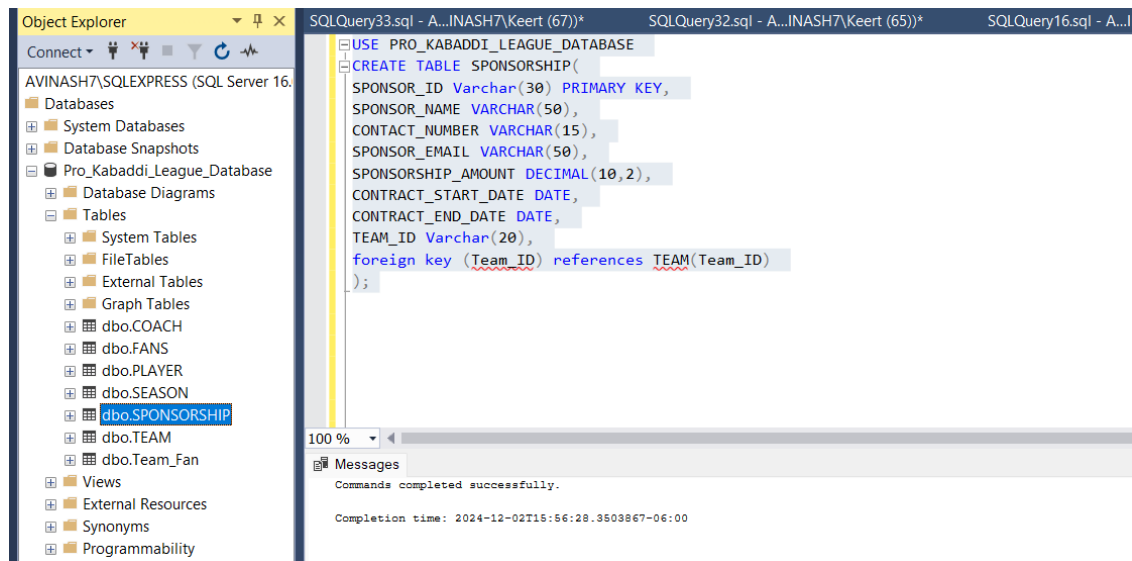 Object Explorer
Connect
AVINASH7\SQLEXPRESS (SQL Server 16.
Databases
System Databases
Database Snapshots
Pro_Kabaddi_League_Database
Database Diagrams
Tables
System Tables
FileTables
External Tables
Graph Tables
dbo.COACH
dbo.FANS
dbo.PLAYER
dbo.SEASON
dbo.SPONSORSHIP
dbo.TEAM
dbo.Team_Fan
Views
External Resources
Synonyms
Programmability
SQLQuery33.sql - A...INASH7\Keert (67))*
SQLQuery32.sql - A...INASH7\Keert (65))*
SQLQuery16.sql - A...I
USE PRO_KABADDI_LEAGUE_DATABASE
CREATE TABLE SPONSORSHIP(
SPONSOR_ID Varchar(30) PRIMARY KEY,
SPONSOR_NAME VARCHAR(50),
CONTACT_NUMBER VARCHAR(15),
SPONSOR_EMAIL VARCHAR(50),
SPONSORSHIP_AMOUNT DECIMAL(10,2),
CONTRACT_START_DATE DATE,
CONTRACT_END_DATE DATE,
TEAM_ID Varchar(20),
foreign key (Team_ID) references TEAM(Team_ID)
);
100 %
Messages
Commands completed successfully.
Completion time: 2024-12-02T15:56:28.3503867-06:00